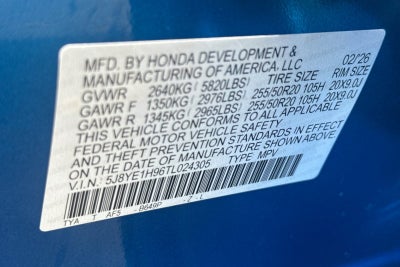 MFD. BY HONDA DEVELOPMENT &
MANUFACTURING OF AMERICA, LLC 02/26
GVWR 2640KG ( 5820LBS) TIRE SIZE RIM SIZE
GAWR F 1350KG ( 2976LBS) 255/50R20 105H 20X9.0J
GAWR R 1345KG ( 2965LBS) 255/50R20 105H 20X9.0J
THIS VEHICLE CONFORMS TO ALL APPLICABLE
FEDERAL MOTOR VEHICLE SAFETY
AND THEFT PREVENTION STANDARDS IN EFFECT
ON THE DATE OF MANUFACTURE SHOWN ABOVE.
V.I.N.: 5J8YE1H96TL024305 TYPE: MPV
TYA T AF5 - B649P - Z - L